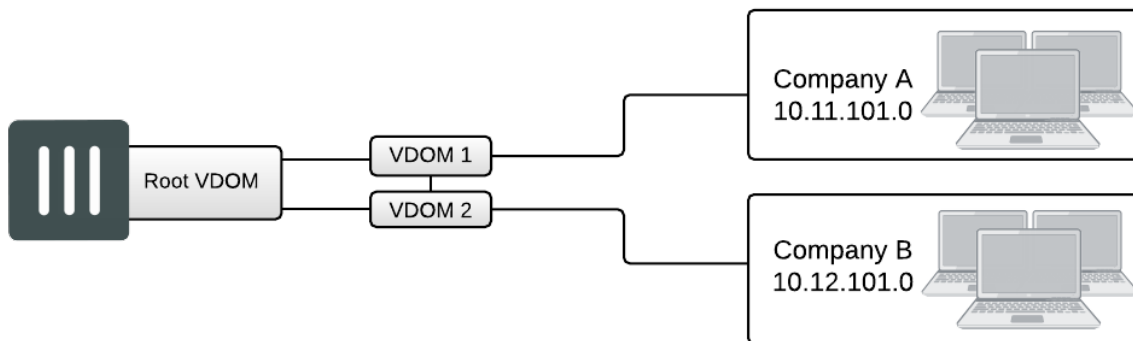 Root VDOM
VDOM 1
VDOM 2
Company A
10.11.101.0
Company B
10.12.101.0